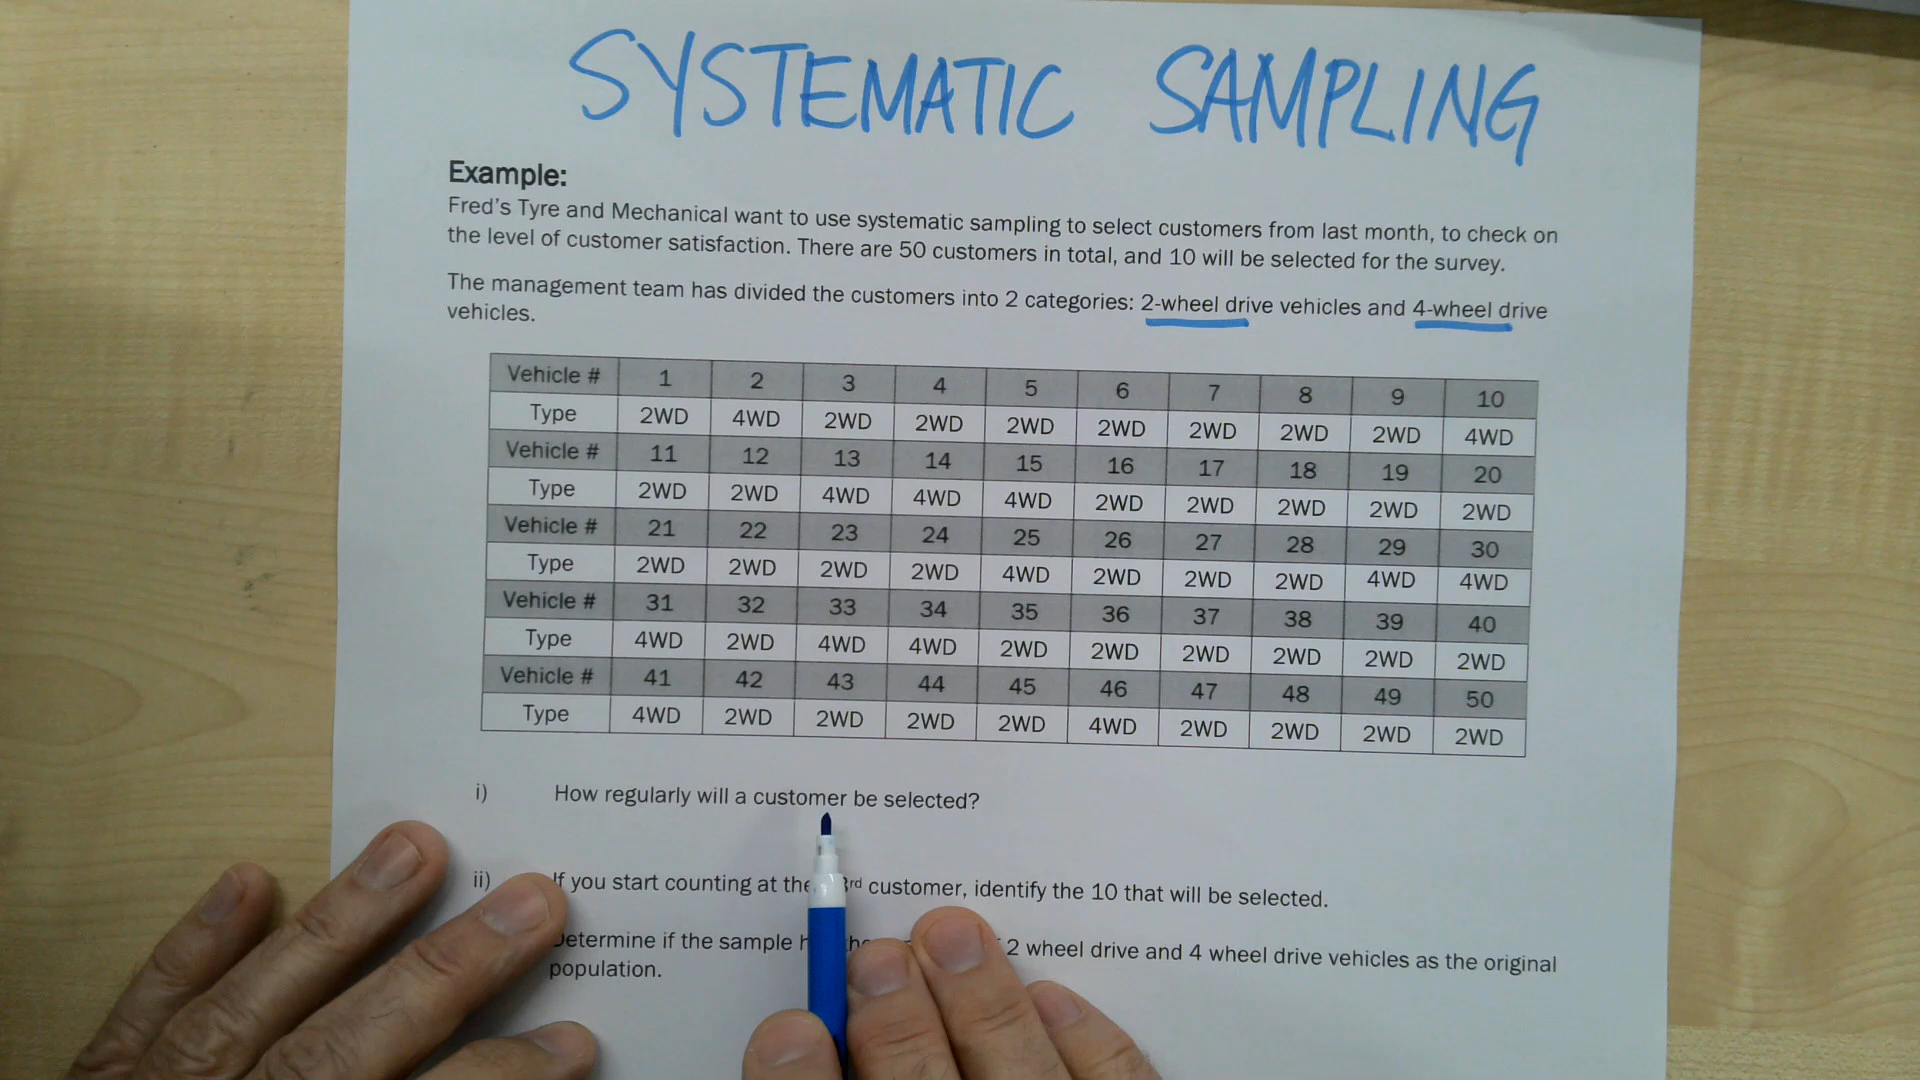 SYSTEMATIC SAMPLING
Example:
Fred's Tyre and Mechanical want to use systematic sampling to select customers from last month, to check on
the level of customer satisfaction. There are 50 customers in total, and 10 will be selected for the survey.
The management team has divided the customers into 2 categories: 2-wheel drive vehicles and 4-wheel drive
vehicles.
Vehicle # 1 2 3 4 5 6 7 8 9 10
Type 2WD 4WD 2WD 2WD 2WD 2WD 2WD 2WD 2WD 4WD
Vehicle # 11 12 13 14 15 16 17 18 19 20
Type 2WD 2WD 4WD 4WD 4WD 2WD 2WD 2WD 2WD 2WD
Vehicle # 21 22 23 24 25 26 27 28 29 30
Type 2WD 2WD 2WD 2WD 4WD 2WD 2WD 2WD 4WD 4WD
Vehicle # 31 32 33 34 35 36 37 38 39 40
Type 4WD 2WD 4WD 4WD 2WD 2WD 2WD 2WD 2WD 2WD
Vehicle # 41 42 43 44 45 46 47 48 49 50
Type 4WD 2WD 2WD 2WD 2WD 4WD 2WD 2WD 2WD 2WD
i) How regularly will a customer be selected?
ii) If you start counting at the 3rd customer, identify the 10 that will be selected.
Determine if the sample 2 wheel drive and 4 wheel drive vehicles as the original
population.